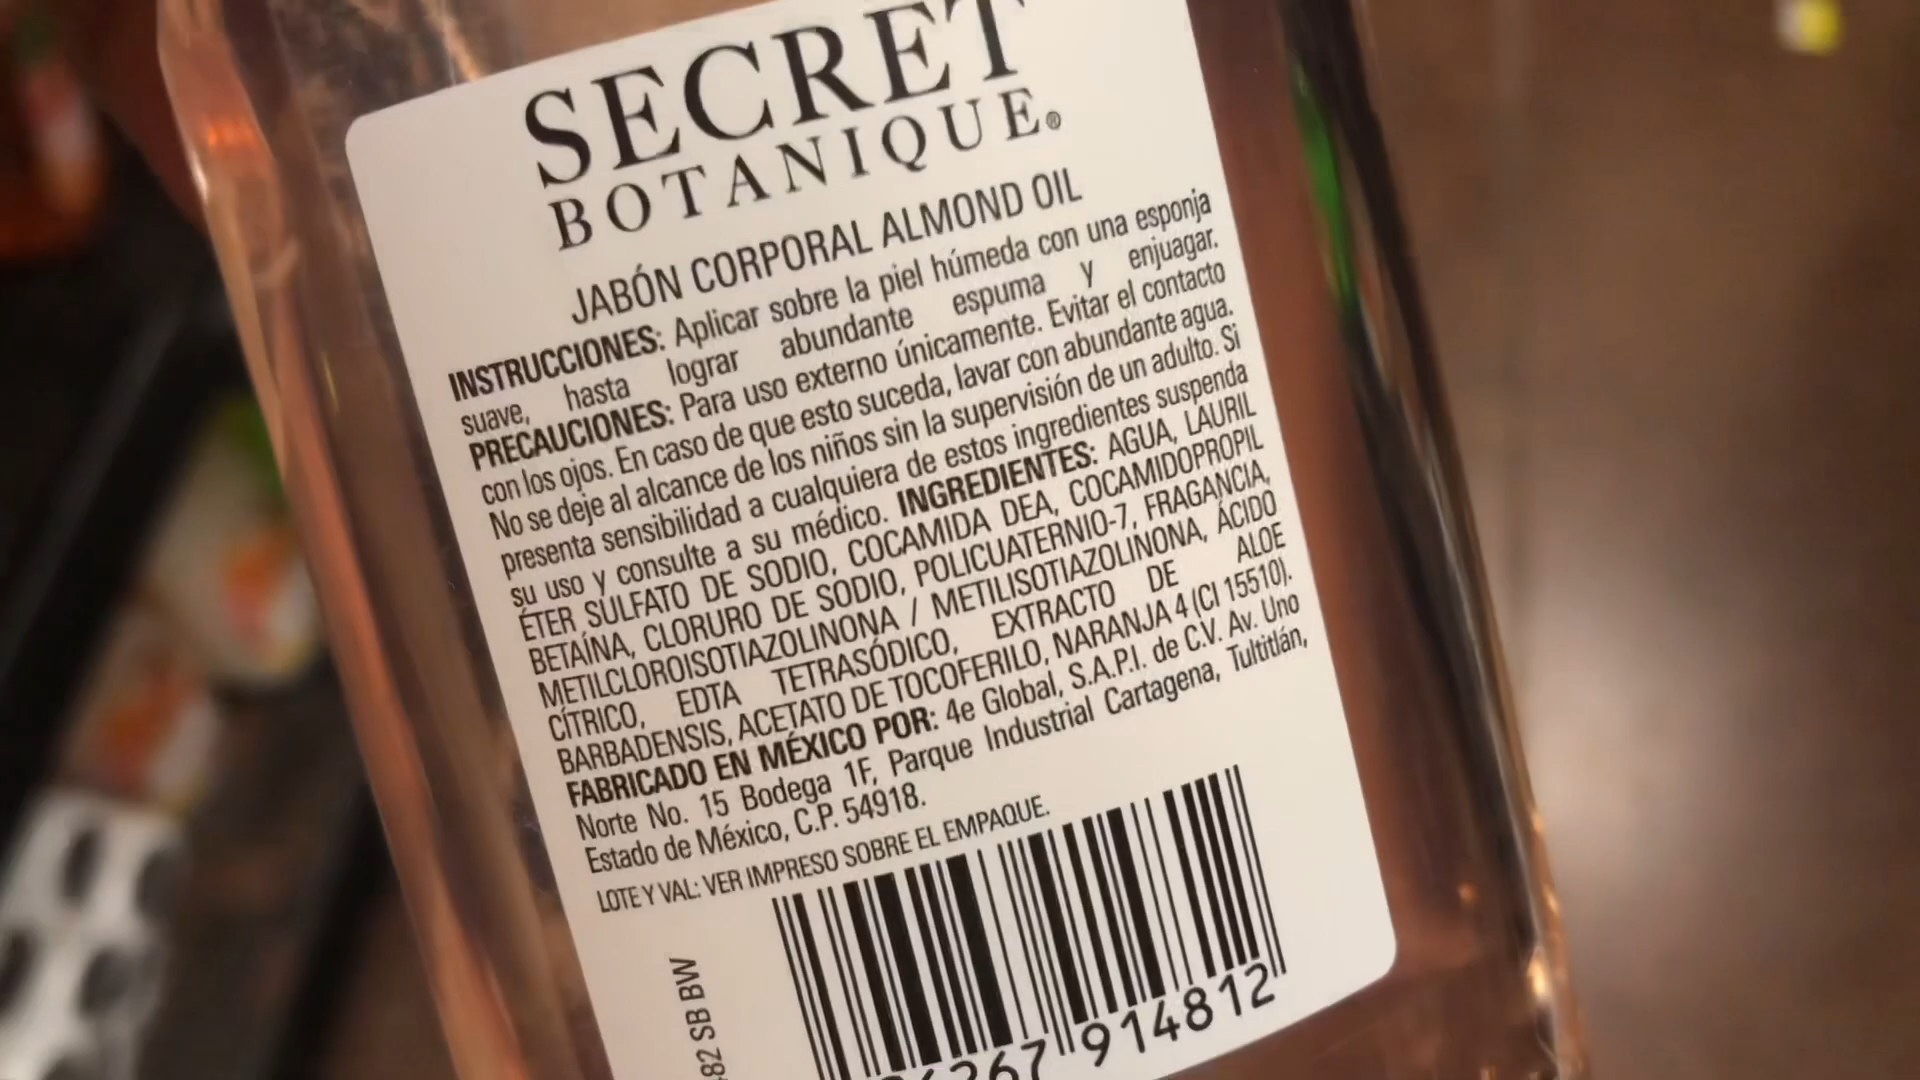 SECRET
BOTANIQUE®
JABÓN CORPORAL ALMOND OIL
INSTRUCCIONES: Aplicar sobre la piel húmeda con una esponja
suave, hasta lograr abundante espuma y enjuagar.
PRECAUCIONES: Para uso externo únicamente. Evitar el contacto
con los ojos. En caso de que esto suceda, lavar con abundante agua.
No se deje al alcance de los niños sin la supervisión de un adulto. Si
presenta sensibilidad a cualquiera de estos ingredientes suspenda
su uso y consulte a su médico. INGREDIENTES: AGUA, LAURIL
ÉTER SULFATO DE SODIO, COCAMIDA DEA, COCAMIDOPROPIL
BETAÍNA, CLORURO DE SODIO, POLICUATERNIO-7, FRAGANCIA,
METILCLOROISOTIAZOLINONA / METILISOTIAZOLINONA, ÁCIDO
CÍTRICO, EDTA TETRASÓDICO, EXTRACTO DE ALOE
BARBADENSIS, ACETATO DE TOCOFERILO, NARANJA 4 (CI 15510).
FABRICADO EN MÉXICO POR: 4e Global, S.A.P.I. de C.V. Av. Uno
Norte No. 15 Bodega 1F, Parque Industrial Cartagena, Tultitlán,
Estado de México, C.P. 54918.
LOTE Y VAL: VER IMPRESO SOBRE EL EMPAQUE.
82 SB BW
267 914812